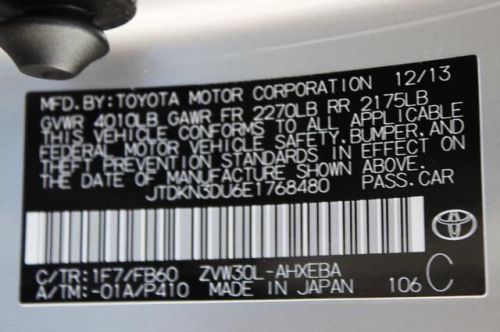 MFD.BY:TOYOTA MOTOR CORPORATION 12/13
GVWR 4010LB GAWR FR 2270LB RR 2175LB
THIS VEHICLE CONFORMS TO ALL APPLICABLE
FEDERAL MOTOR VEHICLE SAFETY,BUMPER,AND
THEFT PREVENTION STANDARDS IN EFFECT ON
THE DATE OF MANUFACTURE SHOWN ABOVE.
JTDKN3DU6E1768480 PASS.CAR
TOYOTA
C/TR:1F7/FB60 ZVW30L-AHXEBA
A/TM:-01A/P410 MADE IN JAPAN 106 C